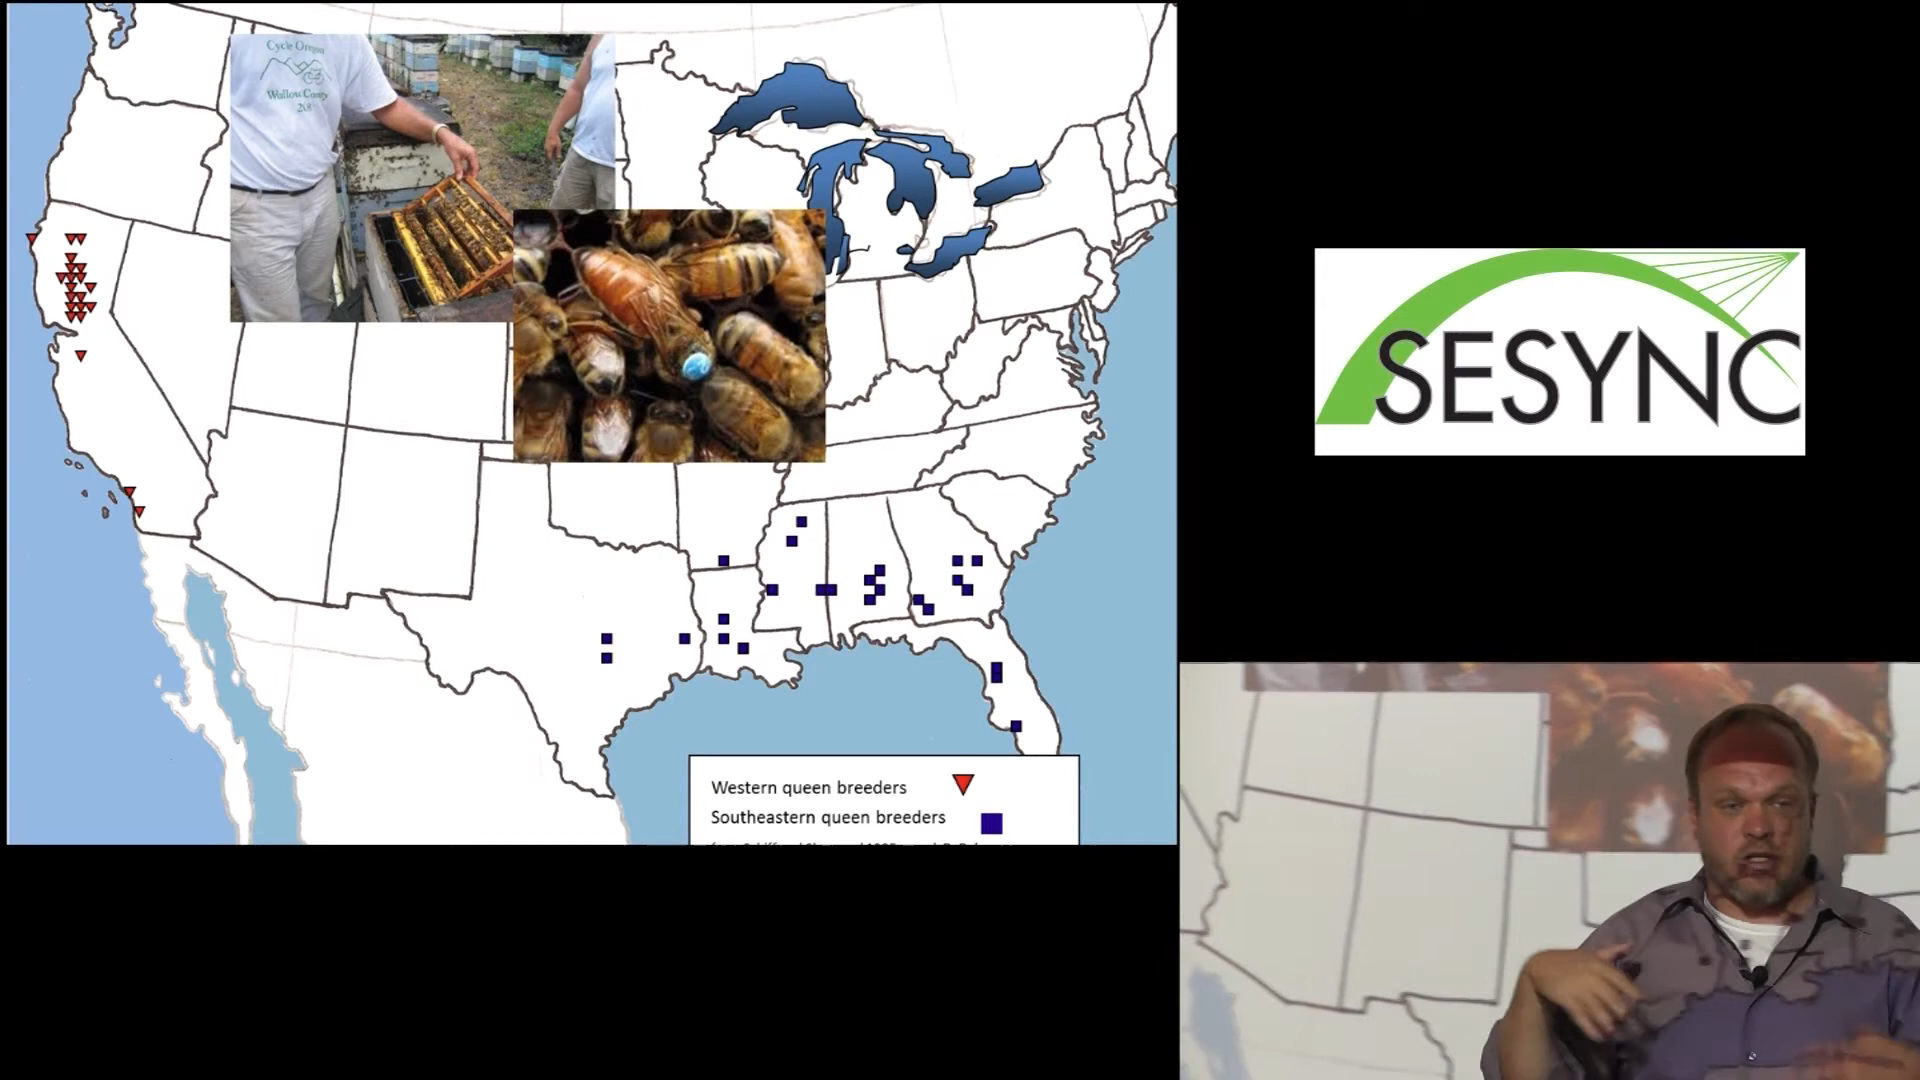 Cycle Oregon
Wallowa County
Western queen breeders
Southeastern queen breeders
SESYNC